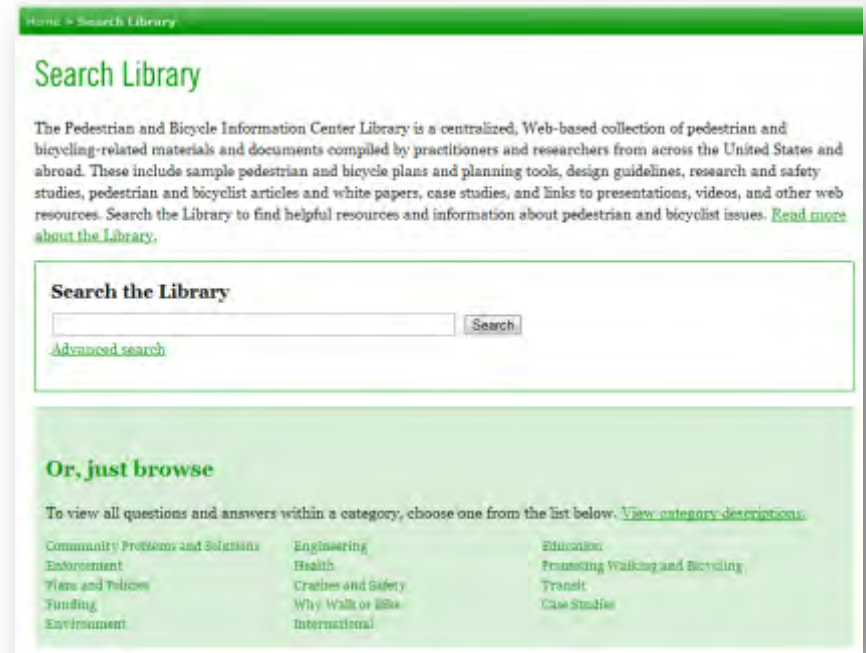 Home > Search Library
Search Library
The Pedestrian and Bicycle Information Center Library is a centralized, Web-based collection of pedestrian and
bicycling-related materials and documents compiled by practitioners and researchers from across the United States and
abroad. These include sample pedestrian and bicycle plans and planning tools, design guidelines, research and safety
studies, pedestrian and bicyclist articles and white papers, case studies, and links to presentations, videos, and other web
resources. Search the Library to find helpful resources and information about pedestrian and bicyclist issues. Read more
about the Library.
Search the Library
Search
Advanced search
Or, just browse
To view all questions and answers within a category, choose one from the list below. View category descriptions.
Community Problems and Solutions
Enforcement
Plans and Policies
Funding
Environment
Engineering
Health
Crashes and Safety
Why Walk or Bike
International
Education
Promoting Walking and Bicycling
Transit
Case Studies